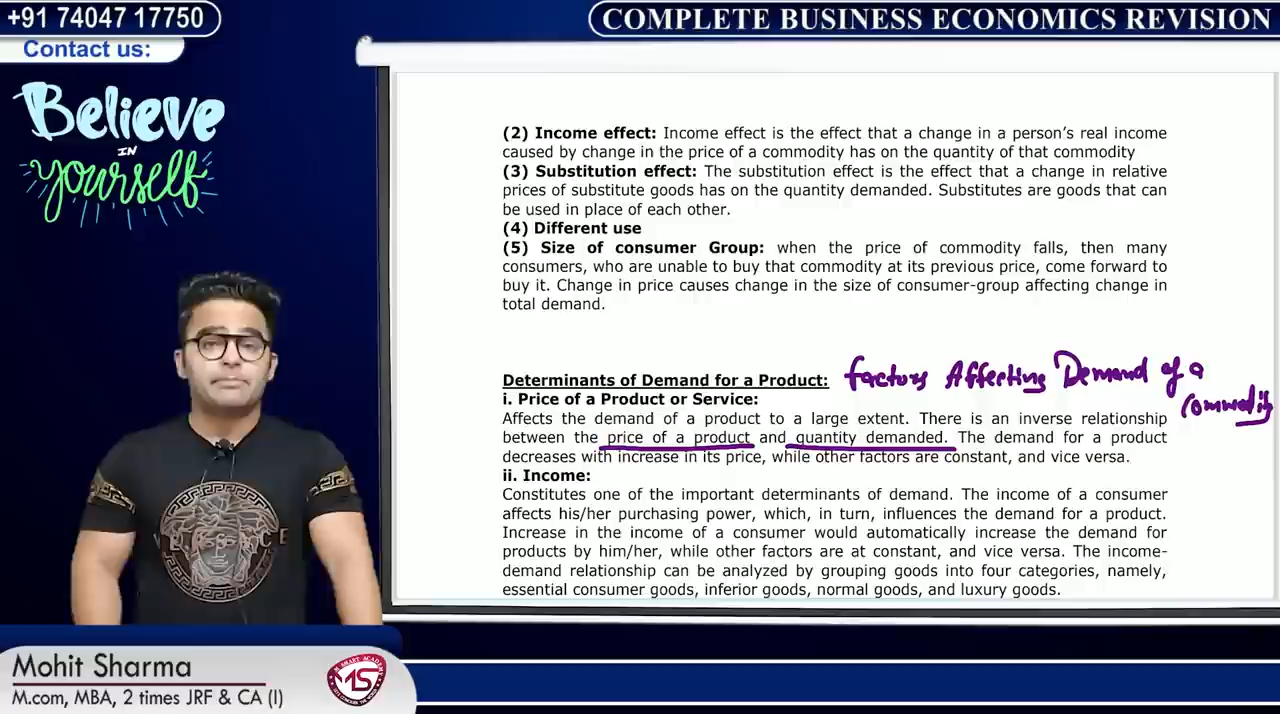 +91 74047 17750
Contact us:
COMPLETE BUSINESS ECONOMICS REVISION
Believe
IN
yourself
(2) Income effect: Income effect is the effect that a change in a person's real income
caused by change in the price of a commodity has on the quantity of that commodity
(3) Substitution effect: The substitution effect is the effect that a change in relative
prices of substitute goods has on the quantity demanded. Substitutes are goods that can
be used in place of each other.
(4) Different use
(5) Size of consumer Group: when the price of commodity falls, then many
consumers, who are unable to buy that commodity at its previous price, come forward to
buy it. Change in price causes change in the size of consumer-group affecting change in
total demand.
Determinants of Demand for a Product: factors Affecting Demand of a
commodity
i. Price of a Product or Service:
Affects the demand of a product to a large extent. There is an inverse relationship
between the price of a product and quantity demanded. The demand for a product
decreases with increase in its price, while other factors are constant, and vice versa.
ii. Income:
Constitutes one of the important determinants of demand. The income of a consumer
affects his/her purchasing power, which, in turn, influences the demand for a product.
Increase in the income of a consumer would automatically increase the demand for
products by him/her, while other factors are at constant, and vice versa. The income-
demand relationship can be analyzed by grouping goods into four categories, namely,
essential consumer goods, inferior goods, normal goods, and luxury goods.
Mohit Sharma
M.com, MBA, 2 times JRF & CA (I)
MS